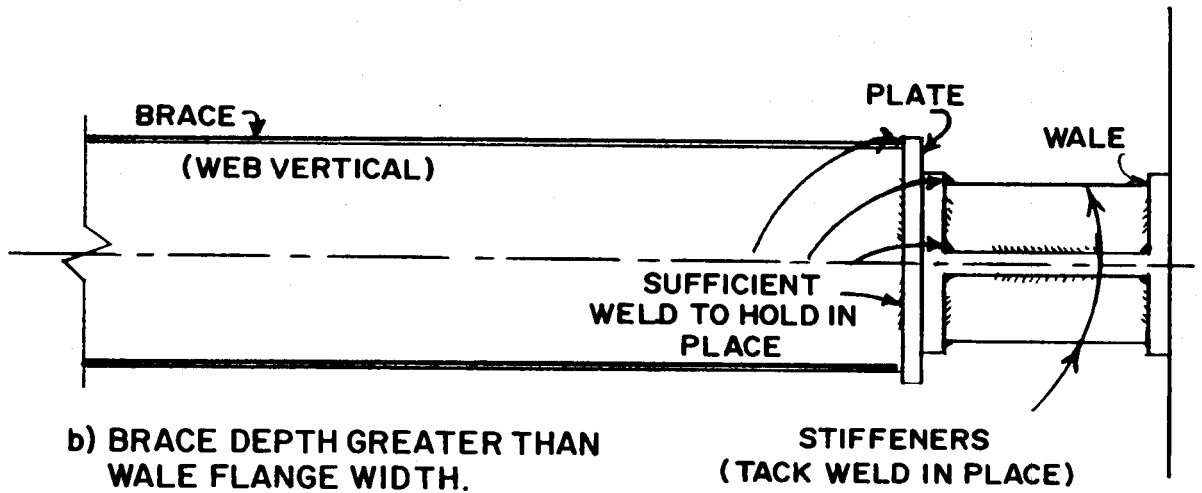 BRACE
(WEB VERTICAL)
PLATE
WALE
SUFFICIENT
WELD TO HOLD IN
PLACE
b) BRACE DEPTH GREATER THAN
WALE FLANGE WIDTH.
STIFFENERS
(TACK WELD IN PLACE)